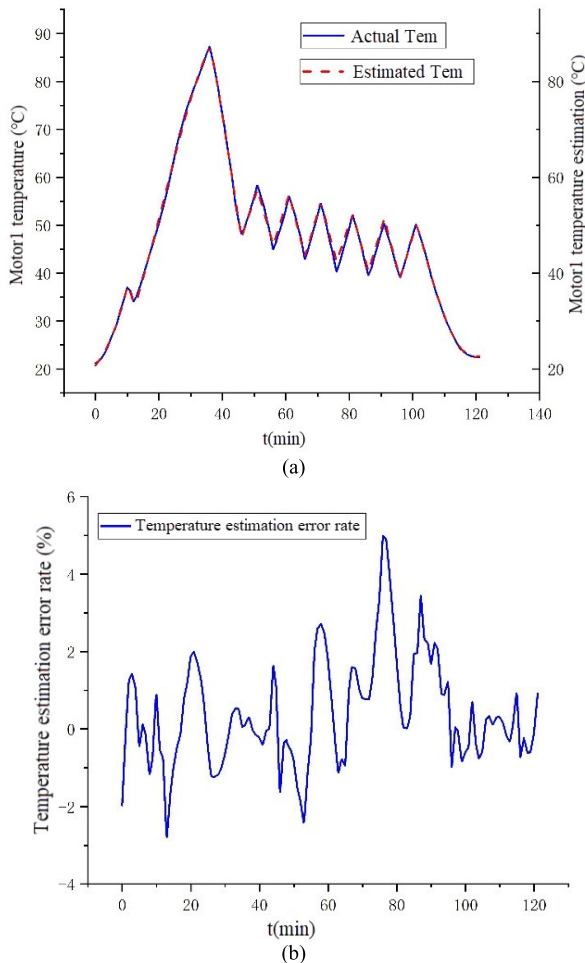 90
80
70
60
50
40
30
20
Motor1 temperature (°C)
Actual Tem
Estimated Tem
80
60
40
20
Motor1 temperature estimation (°C)
0 20 40 60 80 100 120 140
t(min)
(a)
6
4
2
0
-2
-4
Temperature estimation error rate (%)
Temperature estimation error rate
0 20 40 60 80 100 120
t(min)
(b)